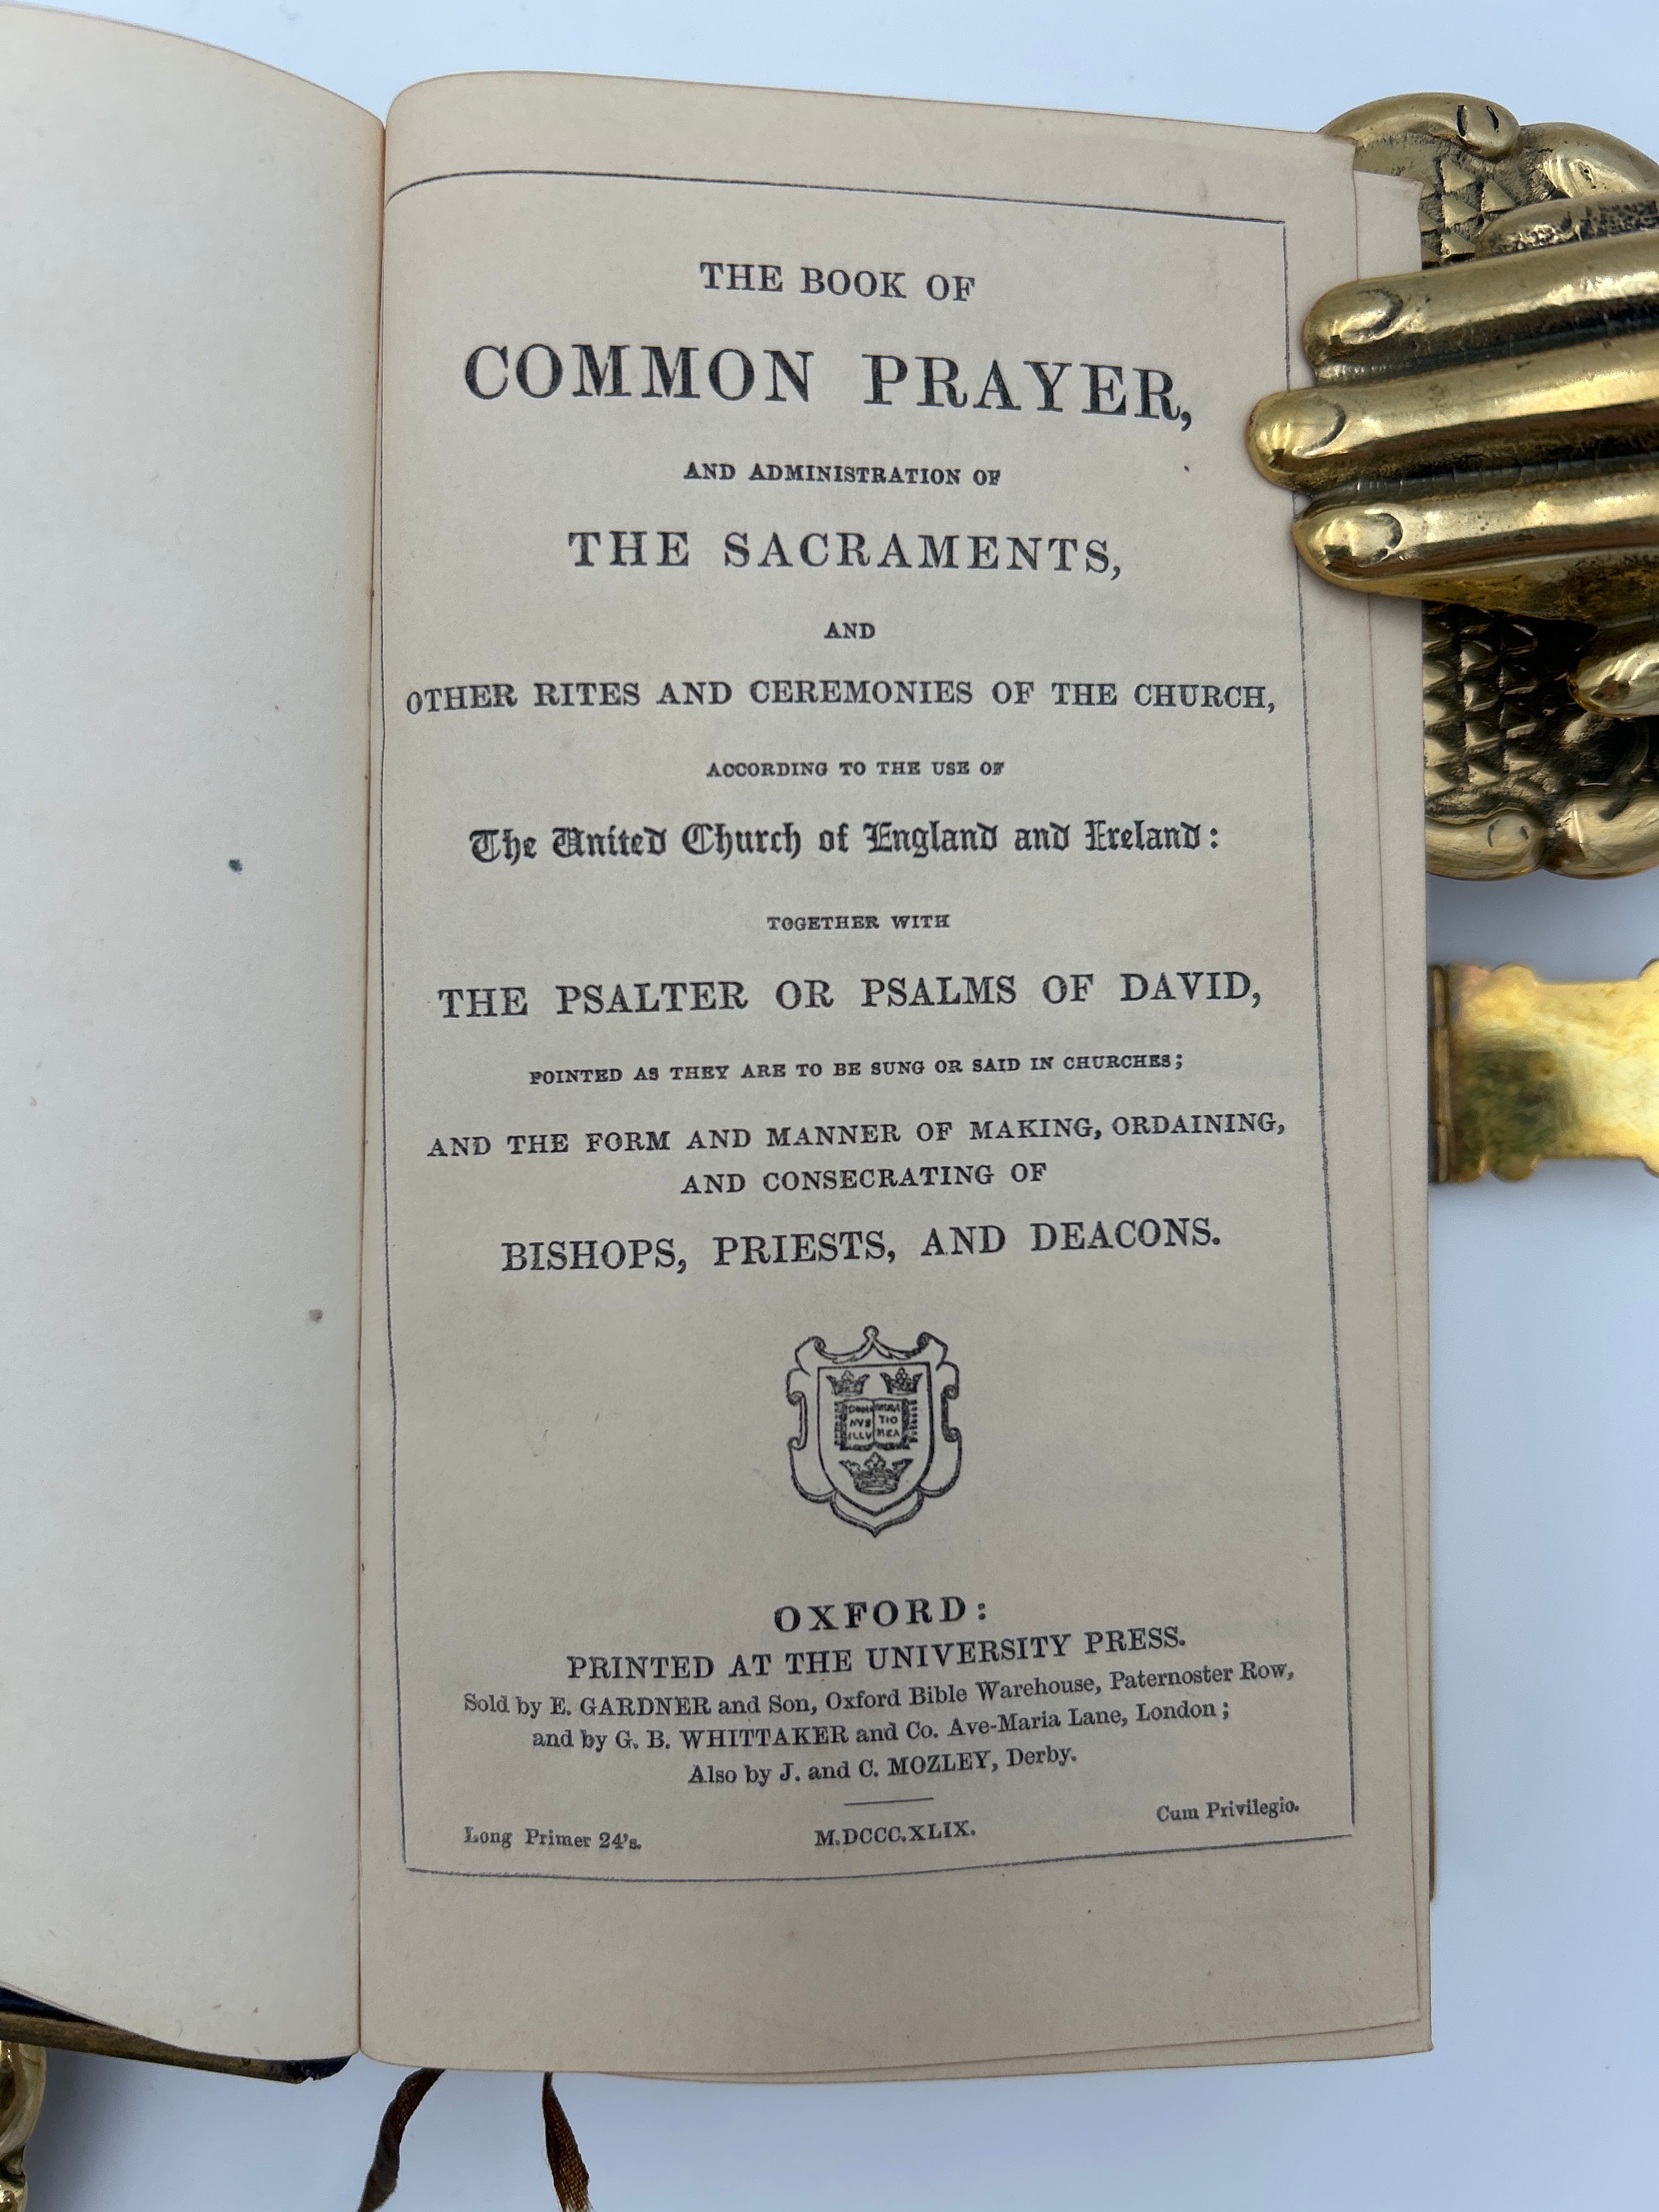 THE BOOK OF
COMMON PRAYER,
AND ADMINISTRATION OF
THE SACRAMENTS,
AND
OTHER RITES AND CEREMONIES OF THE CHURCH,
ACCORDING TO THE USE OF
The United Church of England and Ireland:
TOGETHER WITH
THE PSALTER OR PSALMS OF DAVID,
POINTED AS THEY ARE TO BE SUNG OR SAID IN CHURCHES;
AND THE FORM AND MANNER OF MAKING, ORDAINING,
AND CONSECRATING OF
BISHOPS, PRIESTS, AND DEACONS.
NVS TIO
ILLV MEA
OXFORD:
PRINTED AT THE UNIVERSITY PRESS.
Sold by E. GARDNER and Son, Oxford Bible Warehouse, Paternoster Row,
and by G. B. WHITTAKER and Co. Ave-Maria Lane, London;
Also by J. and C. MOZLEY, Derby.
Long Primer 24's. M.DCCC.XLIX. Cum Privilegio.